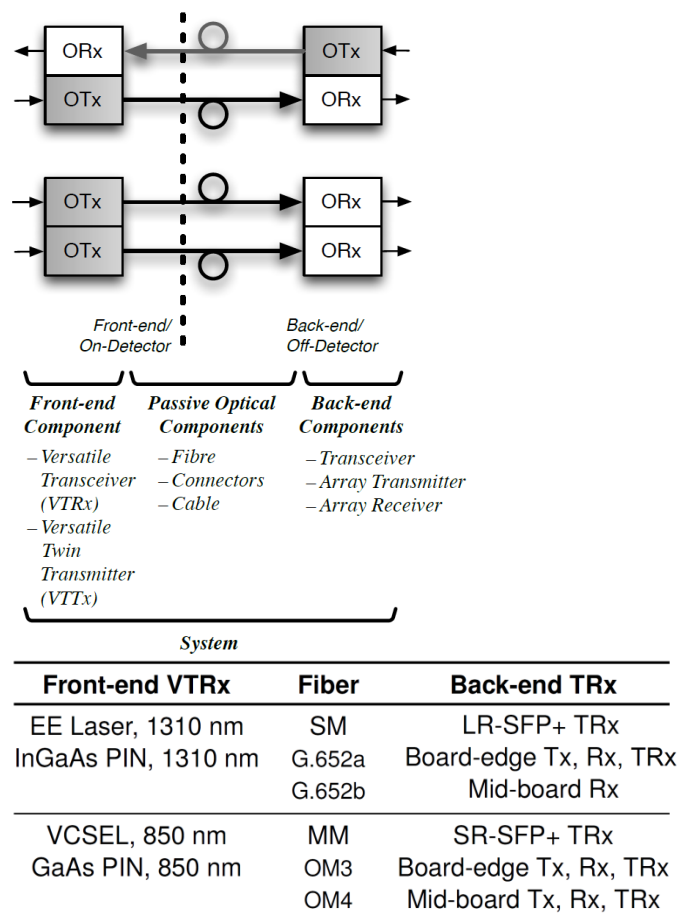 ORx
OTx
OTx
ORx
OTx
ORx
OTx
ORx
Front-end/
On-Detector
Back-end/
Off-Detector
Front-end
Component
– Versatile
Transceiver
(VTRx)
– Versatile
Twin
Transmitter
(VTTx)
Passive Optical
Components
– Fibre
– Connectors
– Cable
Back-end
Components
– Transceiver
– Array Transmitter
– Array Receiver
System
Front-end VTRx Fiber Back-end TRx
EE Laser, 1310 nm SM LR-SFP+ TRx
InGaAs PIN, 1310 nm G.652a Board-edge Tx, Rx, TRx
G.652b Mid-board Rx
VCSEL, 850 nm MM SR-SFP+ TRx
GaAs PIN, 850 nm OM3 Board-edge Tx, Rx, TRx
OM4 Mid-board Tx, Rx, TRx